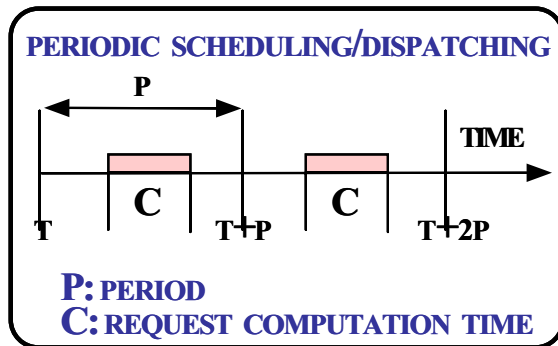 PERIODIC SCHEDULING/DISPATCHING
P
TIME
C C
T T+P T+2P
P: PERIOD
C: REQUEST COMPUTATION TIME